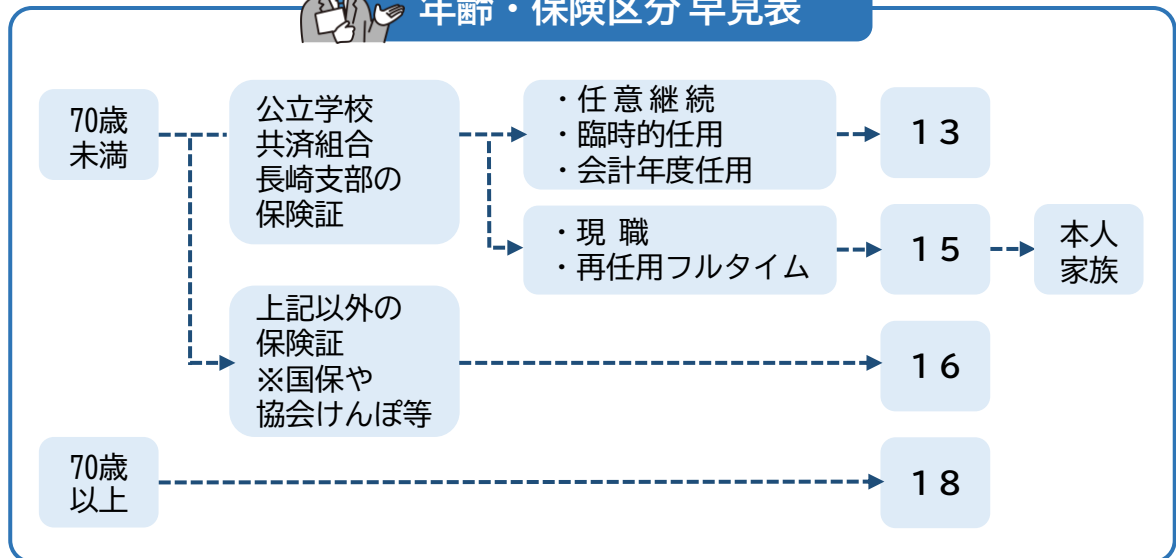 年齢・保険区分 早見表
70歳
未満
公立学校
共済組合
長崎支部の
保険証
・任意継続
・臨時的任用
・会計年度任用
13
・現 職
・再任用フルタイム
15
本人
家族
上記以外の
保険証
※国保や
協会けんぽ等
16
70歳
以上
18